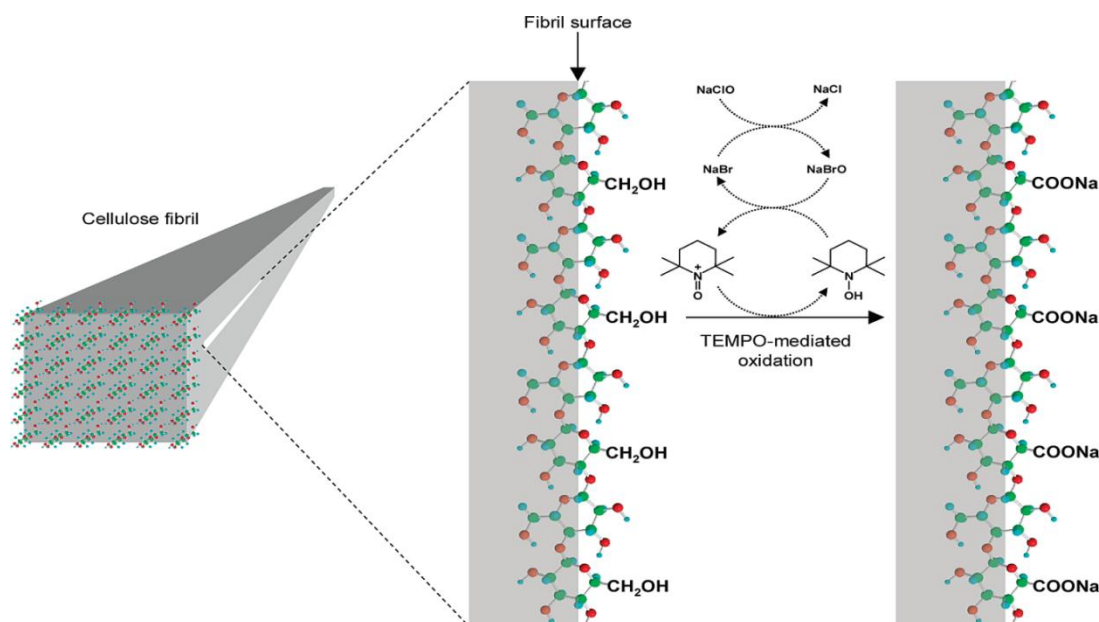 Fibril surface
Cellulose fibril
NaClO
NaCl
NaBr
NaBrO
N
+
O
N
OH
TEMPO-mediated
oxidation
CH₂OH
CH₂OH
CH₂OH
CH₂OH
COONa
COONa
COONa
COONa